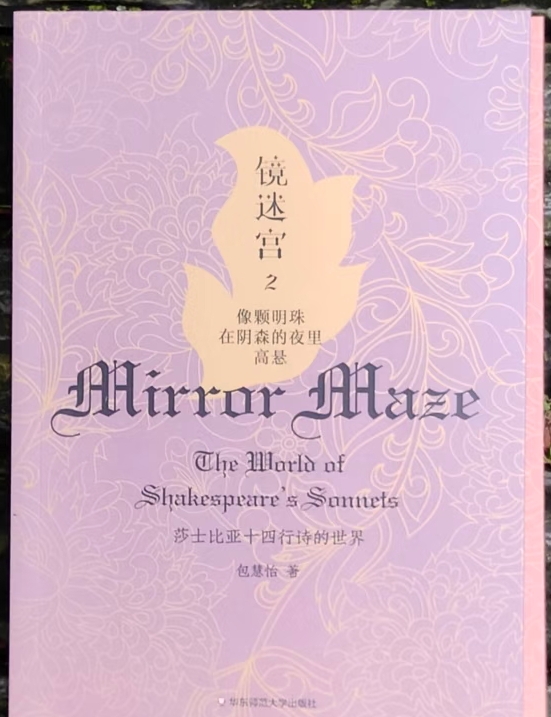 镜
迷
宫
2
像颗明珠
在阴森的夜里
高悬
Mirror Maze
The World of
Shakespeare's Sonnets
莎士比亚十四行诗的世界
包慧怡 著
华东师范大学出版社